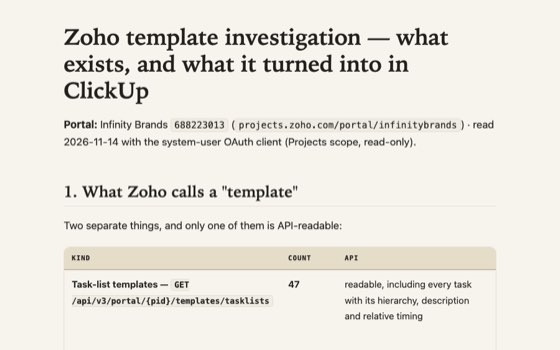 Zoho template investigation — what
exists, and what it turned into in
ClickUp
Portal: Infinity Brands 688223013 ( projects.zoho.com/portal/infinitybrands ) · read
2026-11-14 with the system-user OAuth client (Projects scope, read-only).
1. What Zoho calls a "template"
Two separate things, and only one of them is API-readable:
KIND COUNT API
Task-list templates — GET 47 readable, including every task
/api/v3/portal/{pid}/templates/tasklists with its hierarchy, description
and relative timing